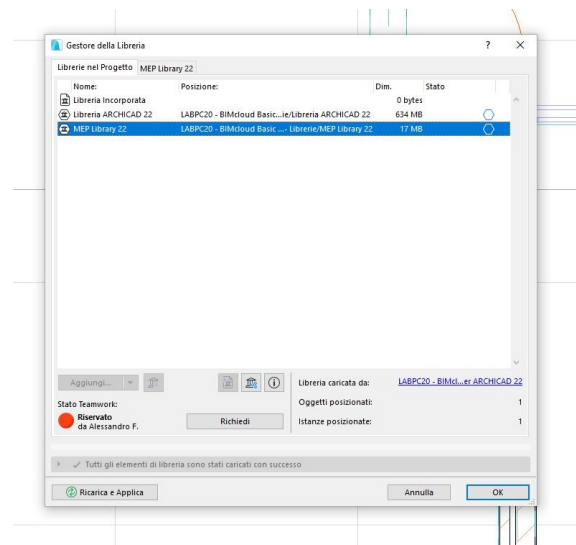 Gestore della Libreria
Librerie nel Progetto MEP Library 22
Nome: Posizione: Dim. Stato
Libreria Incorporata 0 bytes
Libreria ARCHICAD 22 LABPC20 - BIMcloud Basic...ie/Libreria ARCHICAD 22 634 MB
MEP Library 22 LABPC20 - BIMcloud Basic ...- Librerie/MEP Library 22 17 MB
Aggiungi...
Libreria caricata da: LABPC20 - BIMcl...er ARCHICAD 22
Stato Teamwork:
Oggetti posizionati: 1
Riservato
da Alessandro F.
Richiedi
Istanze posizionate: 1
Tutti gli elementi di libreria sono stati caricati con successo
Ricarica e Applica Annulla OK